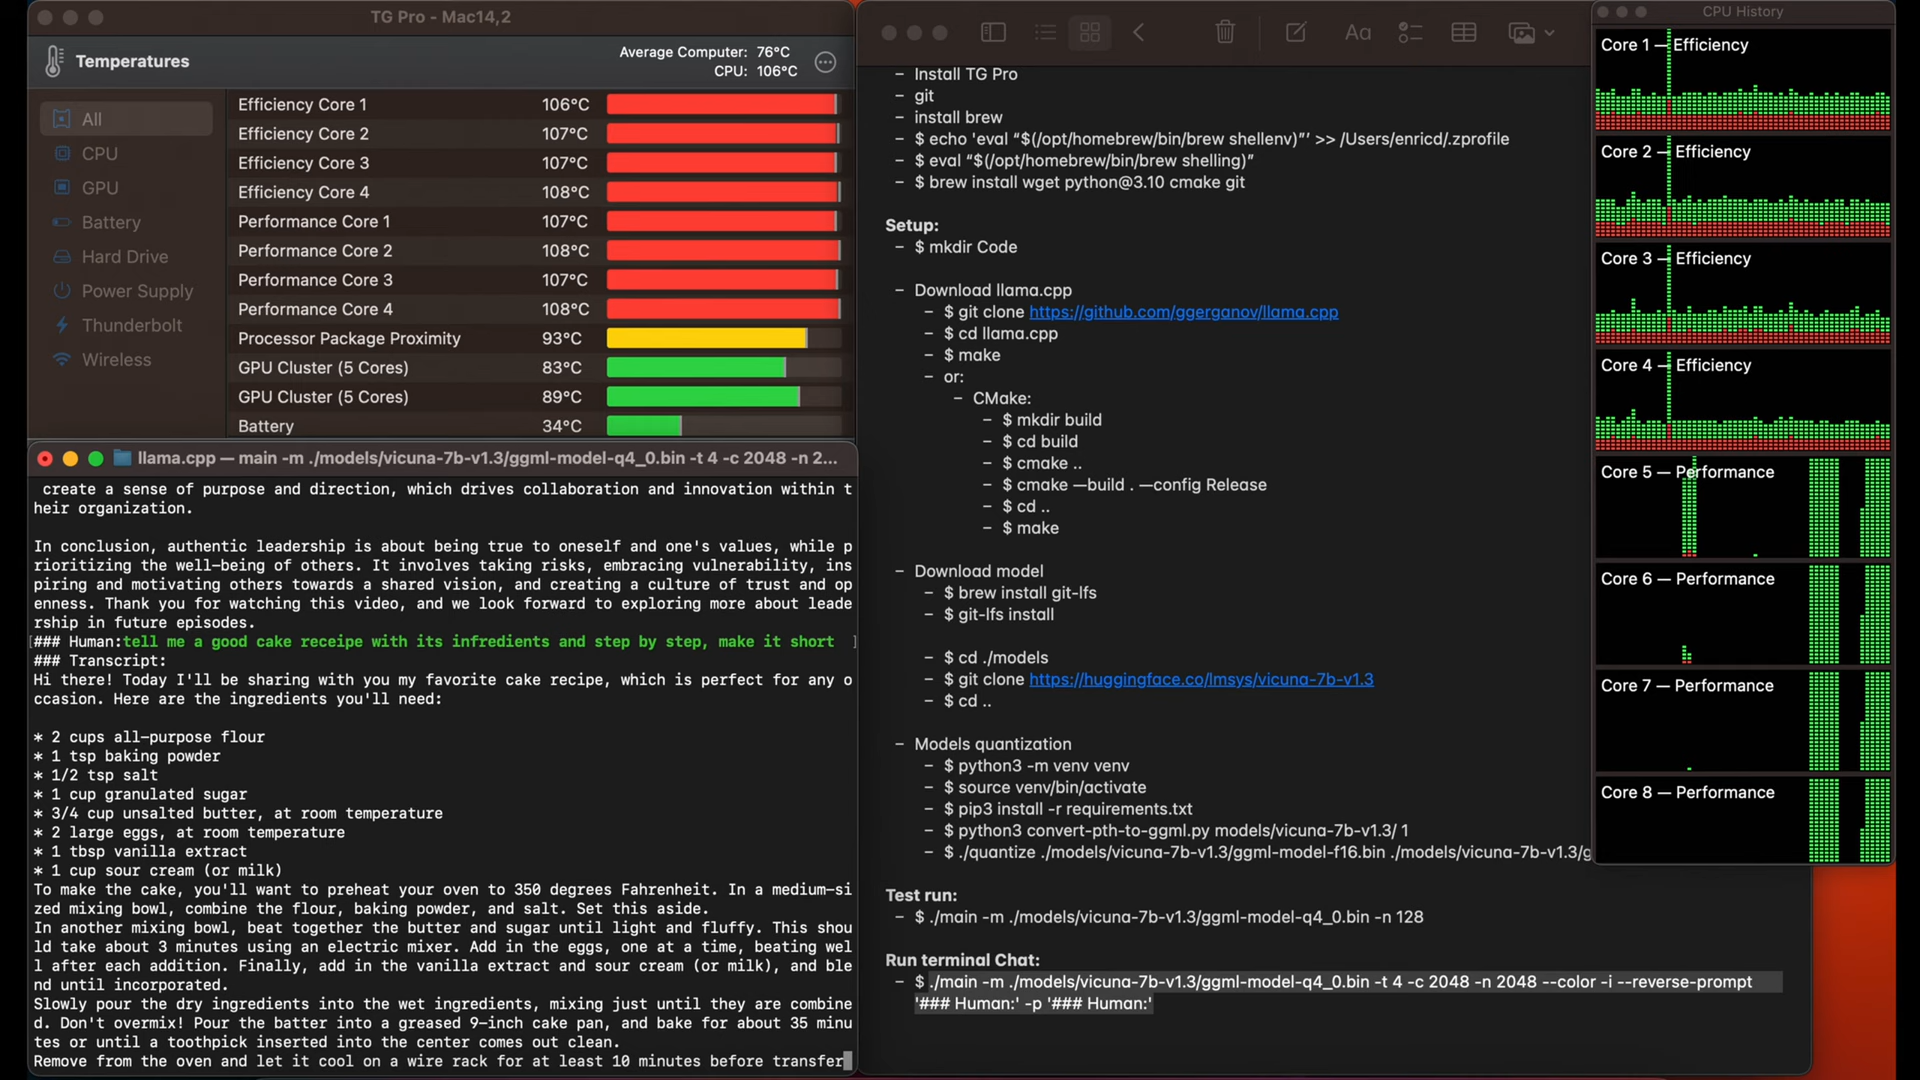 TG Pro - Mac14,2
Temperatures
Average Computer: 76°C
CPU: 106°C
All
CPU
GPU
Battery
Hard Drive
Power Supply
Thunderbolt
Wireless
Efficiency Core 1 106°C
Efficiency Core 2 107°C
Efficiency Core 3 107°C
Efficiency Core 4 108°C
Performance Core 1 107°C
Performance Core 2 108°C
Performance Core 3 107°C
Performance Core 4 108°C
Processor Package Proximity 93°C
GPU Cluster (5 Cores) 83°C
GPU Cluster (5 Cores) 89°C
Battery 34°C
llama.cpp — main -m ./models/vicuna-7b-v1.3/ggml-model-q4_0.bin -t 4 -c 2048 -n 2...
create a sense of purpose and direction, which drives collaboration and innovation within t
heir organization.
In conclusion, authentic leadership is about being true to oneself and one's values, while p
rioritizing the well-being of others. It involves taking risks, embracing vulnerability, ins
piring and motivating others towards a shared vision, and creating a culture of trust and op
enness. Thank you for watching this video, and we look forward to exploring more about leade
rship in future episodes.
[### Human:tell me a good cake receipe with its infredients and step by step, make it short ]
### Transcript:
Hi there! Today I'll be sharing with you my favorite cake recipe, which is perfect for any o
ccasion. Here are the ingredients you'll need:
* 2 cups all-purpose flour
* 1 tsp baking powder
* 1/2 tsp salt
* 1 cup granulated sugar
* 3/4 cup unsalted butter, at room temperature
* 2 large eggs, at room temperature
* 1 tbsp vanilla extract
* 1 cup sour cream (or milk)
To make the cake, you'll want to preheat your oven to 350 degrees Fahrenheit. In a medium-si
zed mixing bowl, combine the flour, baking powder, and salt. Set this aside.
In another mixing bowl, beat together the butter and sugar until light and fluffy. This shou
ld take about 3 minutes using an electric mixer. Add in the eggs, one at a time, beating wel
l after each addition. Finally, add in the vanilla extract and sour cream (or milk), and ble
nd until incorporated.
Slowly pour the dry ingredients into the wet ingredients, mixing just until they are combine
d. Don't overmix! Pour the batter into a greased 9-inch cake pan, and bake for about 35 minu
tes or until a toothpick inserted into the center comes out clean.
Remove from the oven and let it cool on a wire rack for at least 10 minutes before transfer
Aa
- Install TG Pro
- git
- install brew
- $ echo 'eval “$(/opt/homebrew/bin/brew shellenv)”’ >> /Users/enricd/.zprofile
- $ eval “$(/opt/homebrew/bin/brew shelling)”
- $ brew install wget python@3.10 cmake git
Setup:
- $ mkdir Code
- Download llama.cpp
- $ git clone https://github.com/ggerganov/llama.cpp
- $ cd llama.cpp
- $ make
- or:
- CMake:
- $ mkdir build
- $ cd build
- $ cmake ..
- $ cmake —build . —config Release
- $ cd ..
- $ make
- Download model
- $ brew install git-lfs
- $ git-lfs install
- $ cd ./models
- $ git clone https://huggingface.co/lmsys/vicuna-7b-v1.3
- $ cd ..
- Models quantization
- $ python3 -m venv venv
- $ source venv/bin/activate
- $ pip3 install -r requirements.txt
- $ python3 convert-pth-to-ggml.py models/vicuna-7b-v1.3/ 1
- $ ./quantize ./models/vicuna-7b-v1.3/ggml-model-f16.bin ./models/vicuna-7b-v1.3/g
Test run:
- $ ./main -m ./models/vicuna-7b-v1.3/ggml-model-q4_0.bin -n 128
Run terminal Chat:
- $ ./main -m ./models/vicuna-7b-v1.3/ggml-model-q4_0.bin -t 4 -c 2048 -n 2048 --color -i --reverse-prompt
'### Human:' -p '### Human:'
CPU History
Core 1 — Efficiency
Core 2 — Efficiency
Core 3 — Efficiency
Core 4 — Efficiency
Core 5 — Performance
Core 6 — Performance
Core 7 — Performance
Core 8 — Performance